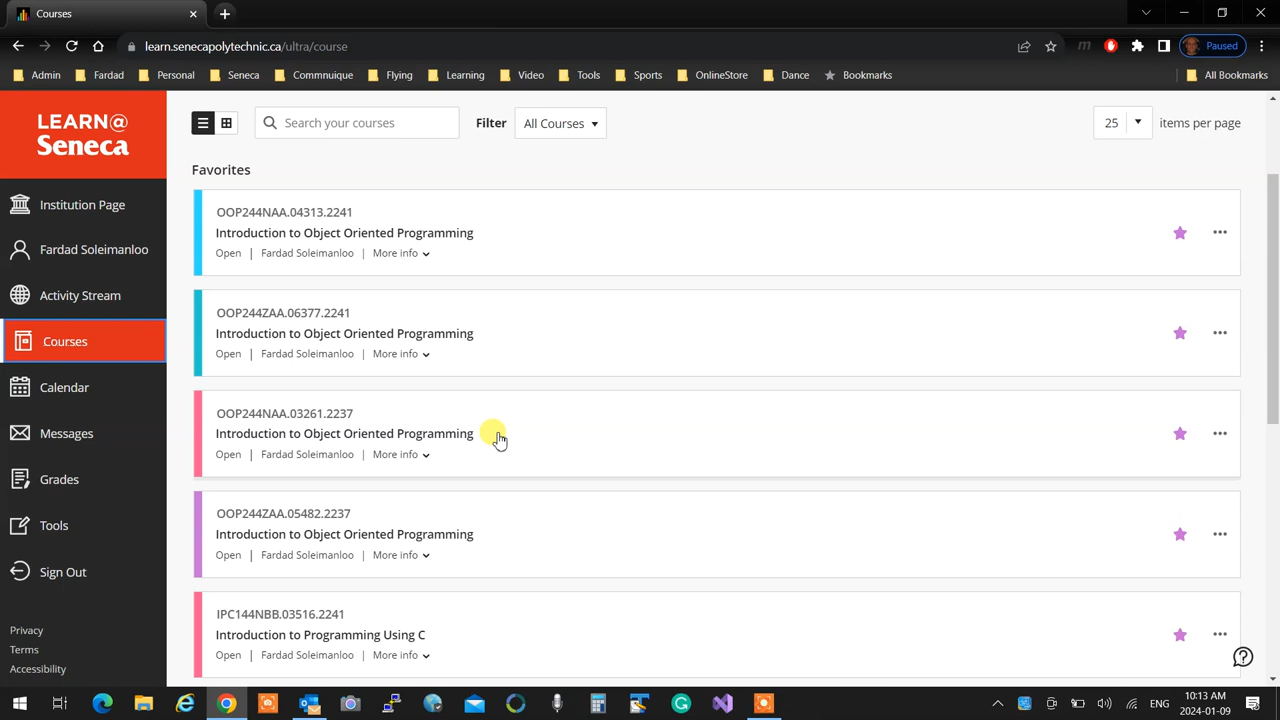 Courses
learn.senecapolytechnic.ca/ultra/course
Paused
Admin
Fardad
Personal
Seneca
Commnuique
Flying
Learning
Video
Tools
Sports
OnlineStore
Dance
Bookmarks
All Bookmarks
LEARN@
Seneca
Institution Page
Fardad Soleimanloo
Activity Stream
Courses
Calendar
Messages
Grades
Tools
Sign Out
Privacy
Terms
Accessibility
Search your courses
Filter
All Courses
25
items per page
Favorites
OOP244NAA.04313.2241
Introduction to Object Oriented Programming
Open | Fardad Soleimanloo | More info
OOP244ZAA.06377.2241
Introduction to Object Oriented Programming
Open | Fardad Soleimanloo | More info
OOP244NAA.03261.2237
Introduction to Object Oriented Programming
Open | Fardad Soleimanloo | More info
OOP244ZAA.05482.2237
Introduction to Object Oriented Programming
Open | Fardad Soleimanloo | More info
IPC144NBB.03516.2241
Introduction to Programming Using C
Open | Fardad Soleimanloo | More info
ENG
10:13 AM
2024-01-09